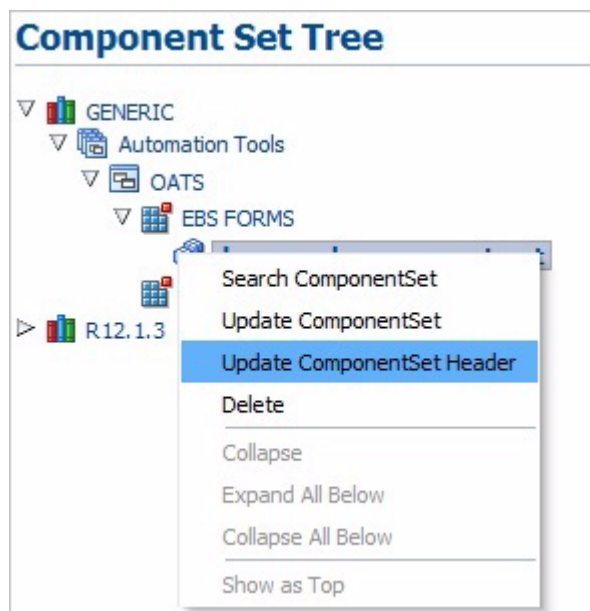 Component Set Tree
GENERIC
Automation Tools
OATS
EBS FORMS
Search ComponentSet
Update ComponentSet
R12.1.3
Update ComponentSet Header
Delete
Collapse
Expand All Below
Collapse All Below
Show as Top